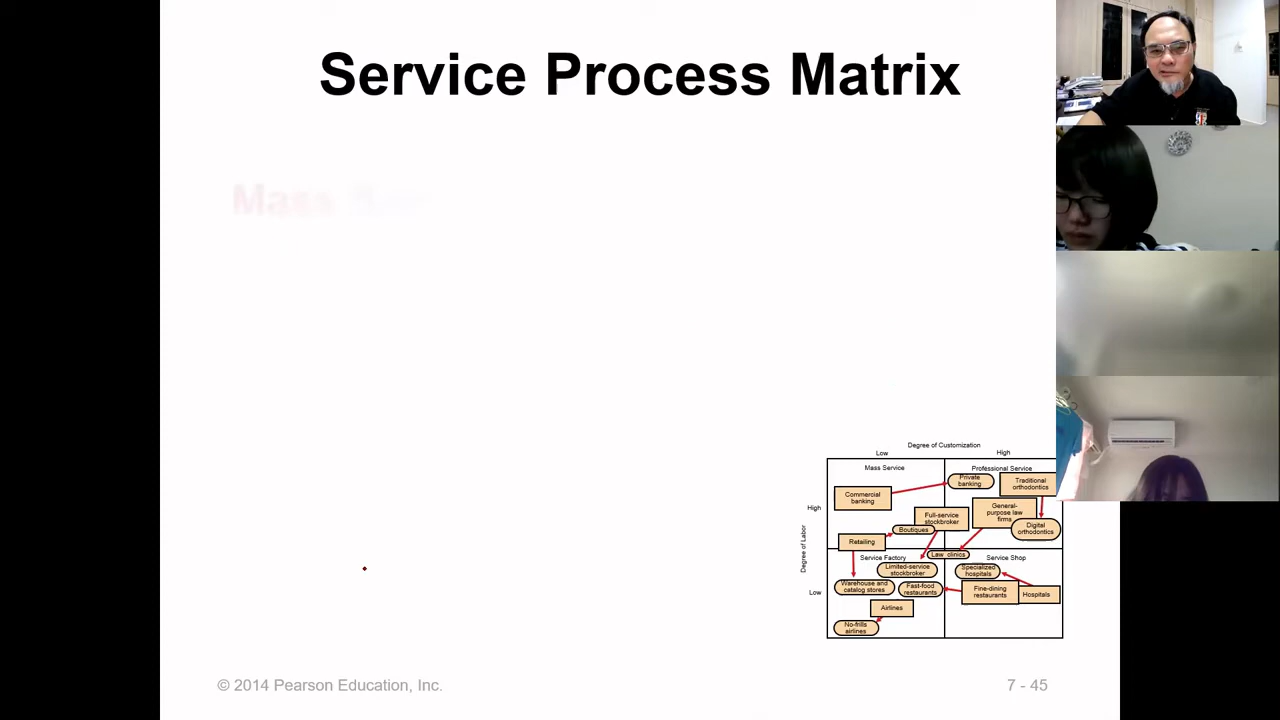 Service Process Matrix
Mass
Degree of Customization
Low
High
Mass Service
Professional Service
Private
banking
Traditional
orthodontists
Commercial
banking
General-
purpose law
firms
High
Full-service
stockbroker
Digital
orthodontics
Boutiques
Retailing
Degree of Labor
Law clinics
Service Factory
Service Shop
Limited-service
stockbroker
Specialized
hospitals
Warehouse and
catalog stores
Fast-food
restaurants
Fine-dining
restaurants
Hospitals
Low
Airlines
No-frills
airlines
© 2014 Pearson Education, Inc.
7 - 45